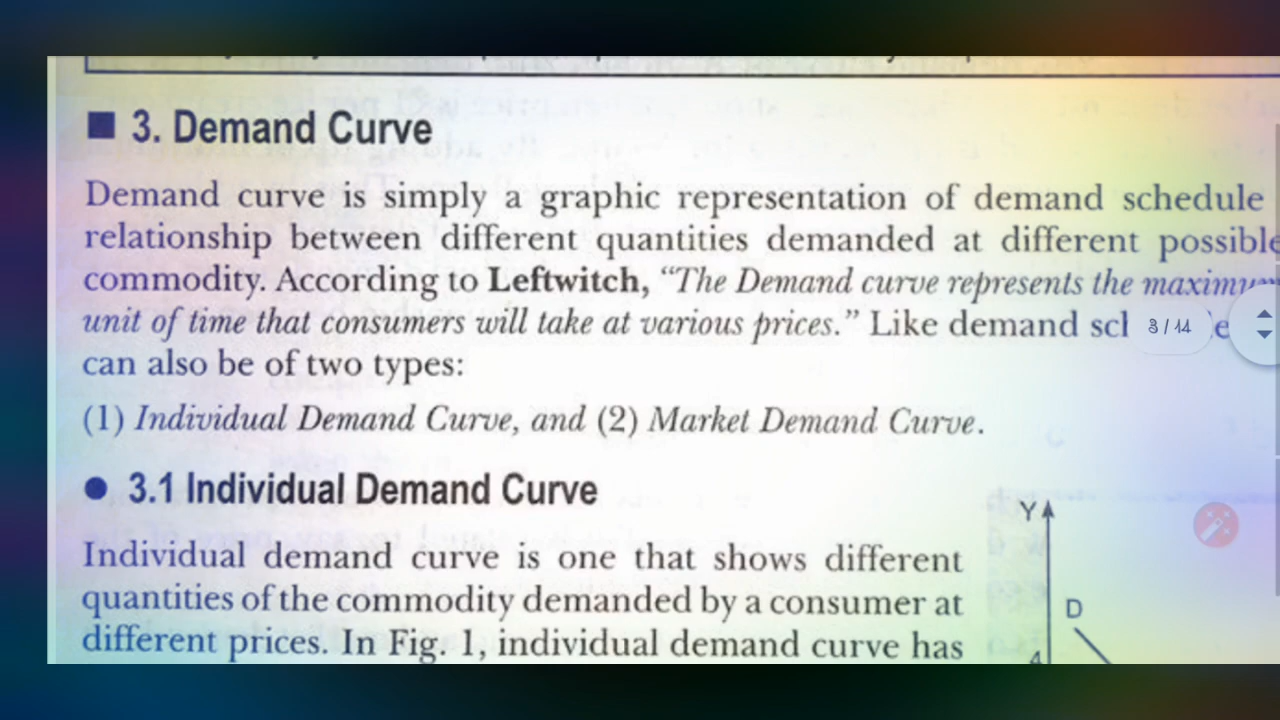 3. Demand Curve
Demand curve is simply a graphic representation of demand schedule
relationship between different quantities demanded at different possible
commodity. According to Leftwitch, “The Demand curve represents the
unit of time that consumers will take at various prices.” Like demand
8 / 14
can also be of two types:
(1) Individual Demand Curve, and (2) Market Demand Curve.
3.1 Individual Demand Curve
Y
Individual demand curve is one that shows different
quantities of the commodity demanded by a consumer at
D
different prices. In Fig. 1, individual demand curve has
4